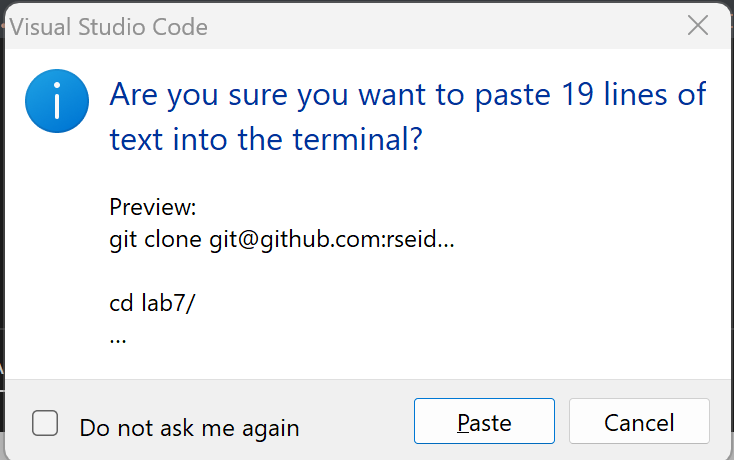 Visual Studio Code
Are you sure you want to paste 19 lines of
text into the terminal?
Preview:
git clone git@github.com:rseid...
cd lab7/
...
Do not ask me again
Paste
Cancel